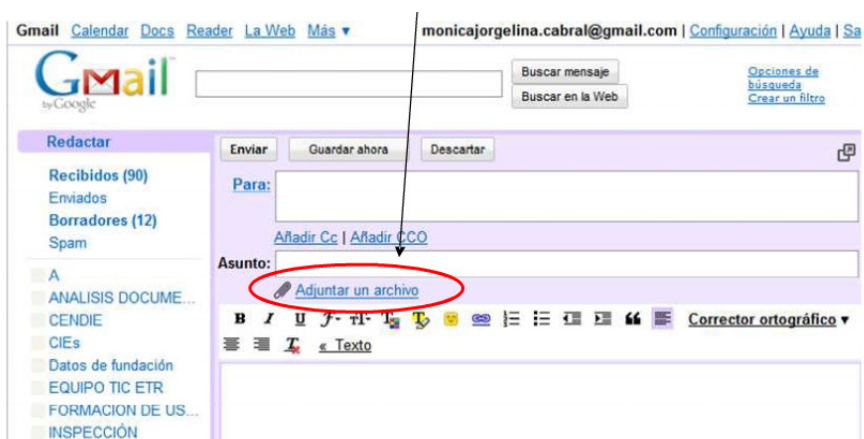 Gmail Calendar Docs Reader La Web Más ▼ monicajorgelina.cabral@gmail.com | Configuración | Ayuda | Sa
Gmail
by Google
Buscar mensaje
Buscar en la Web
Opciones de
búsqueda
Crear un filtro
Redactar
Recibidos (90)
Enviados
Borradores (12)
Spam
A
ANALISIS DOCUME...
CENDIE
CIEs
Datos de fundación
EQUIPO TIC ETR
FORMACION DE US...
INSPECCIÓN
Enviar Guardar ahora Descartar
Para:
Añadir Cc | Añadir CCO
Asunto:
Adjuntar un archivo
B I U Corrector ortográfico ▼
« Texto